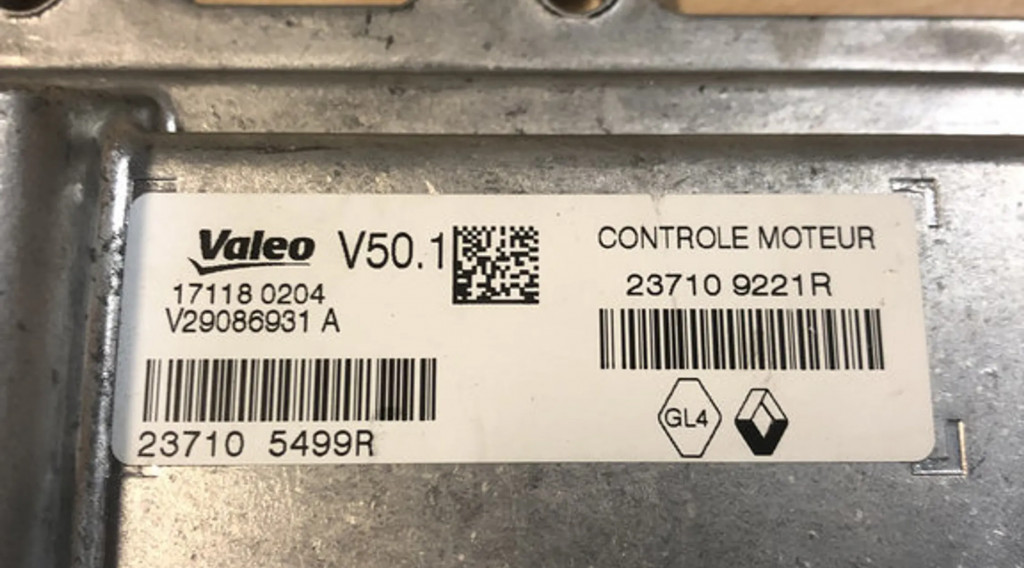 Valeo V50.1
17118 0204
V29086931 A
23710 5499R
CONTROLE MOTEUR
23710 9221R
GL4